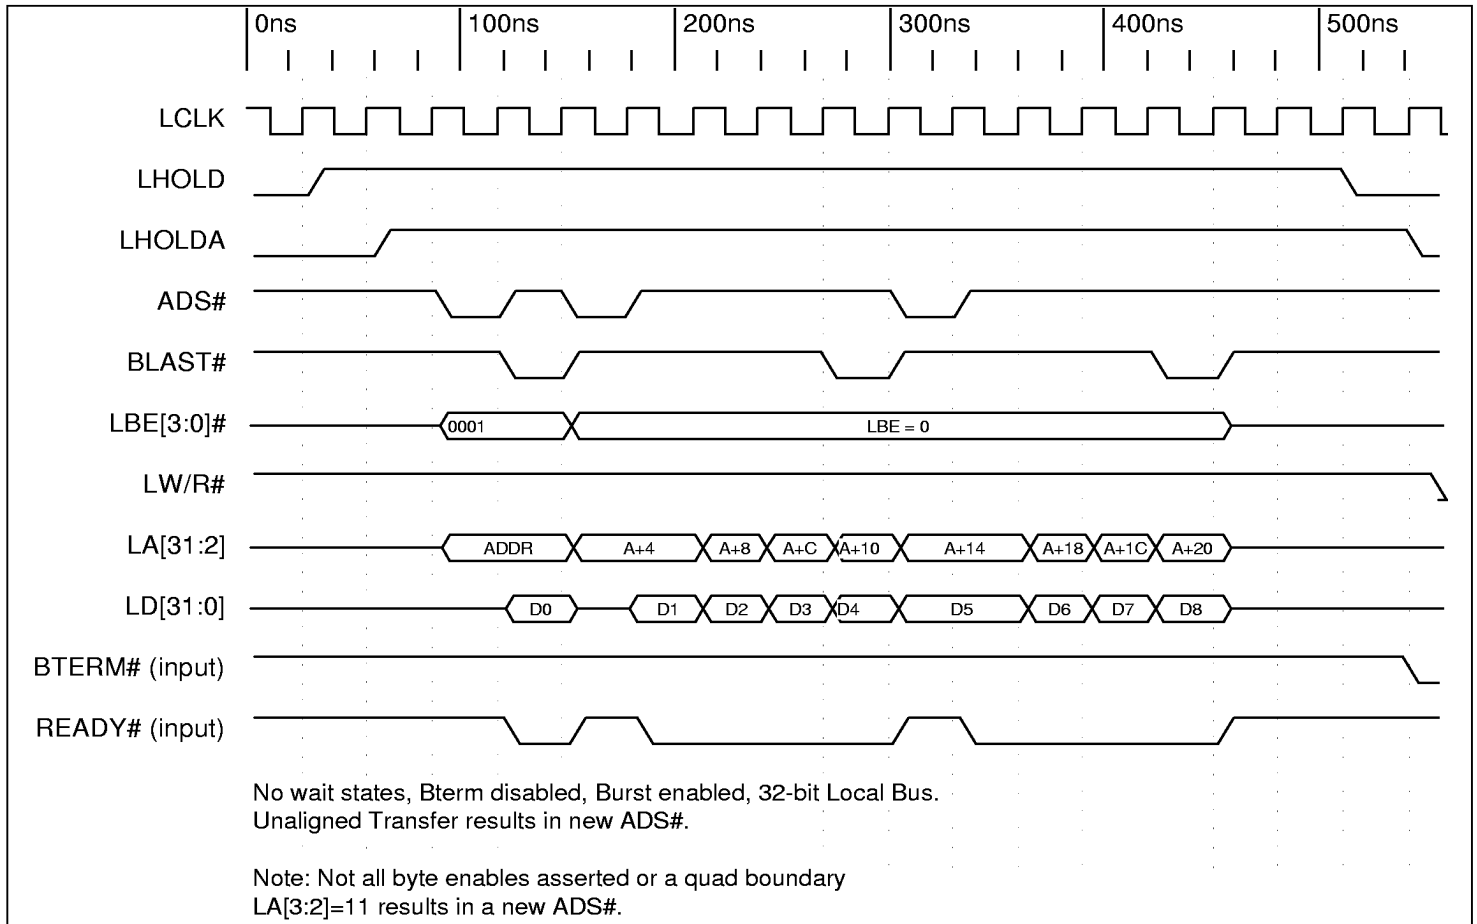 0ns 100ns 200ns 300ns 400ns 500ns
LCLK
LHOLD
LHOLDA
ADS#
BLAST#
LBE[3:0]# 0001 LBE = 0
LW/R#
LA[31:2] ADDR A+4 A+8 A+C A+10 A+14 A+18 A+1C A+20
LD[31:0] D0 D1 D2 D3 D4 D5 D6 D7 D8
BTERM# (input)
READY# (input)
No wait states, Bterm disabled, Burst enabled, 32-bit Local Bus.
Unaligned Transfer results in new ADS#.
Note: Not all byte enables asserted or a quad boundary
LA[3:2]=11 results in a new ADS#.